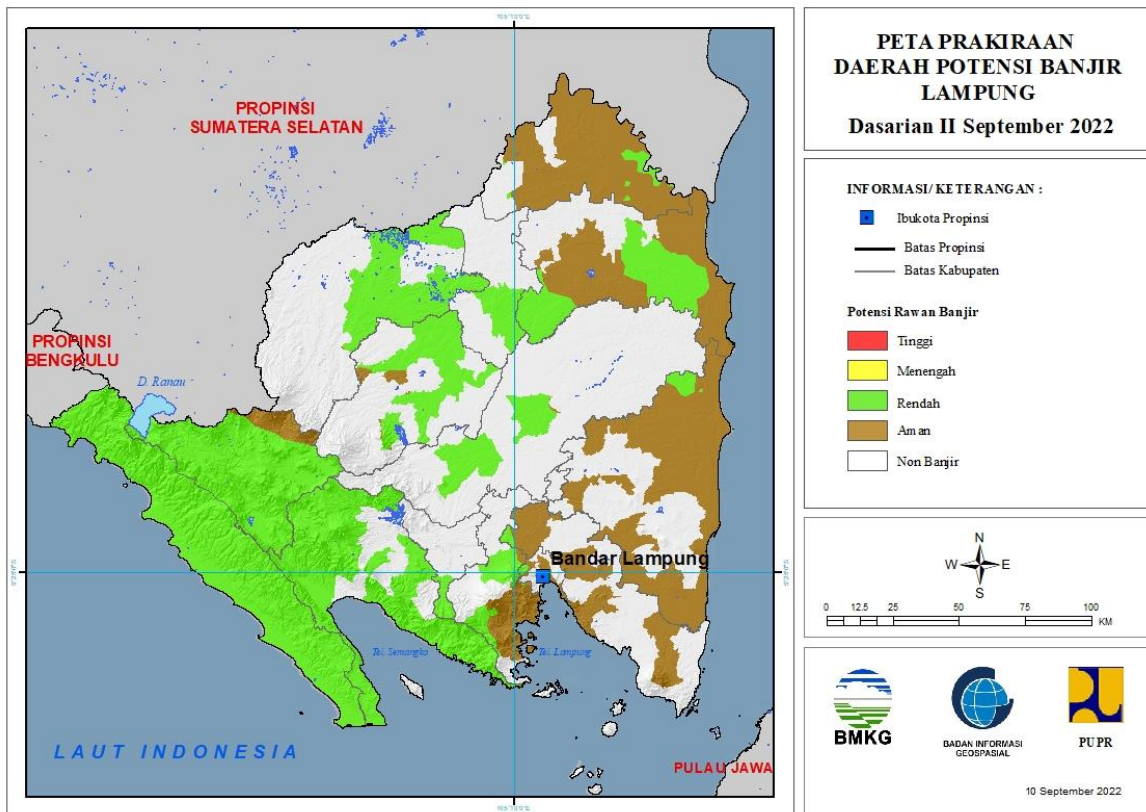 PROPINSI
SUMATERA SELATAN
PROPINSI
BENGKULU
D. Ranau
Bandar Lampung
Tel. Semangka
Tel. Lampung
LAUT INDONESIA
PULAU JAWA
PETA PRAKIRAAN
DAERAH POTENSI BANJIR
LAMPUNG
Dasarian II September 2022
INFORMASI/ KETERANGAN :
Ibukota Propinsi
Batas Propinsi
Batas Kabupaten
Potensi Rawan Banjir
Tinggi
Menengah
Rendah
Aman
Non Banjir
N
W E
S
0 12.5 25 50 75 100
KM
BMKG
BADAN INFORMASI
GEOSPASIAL
PUPR
10 September 2022